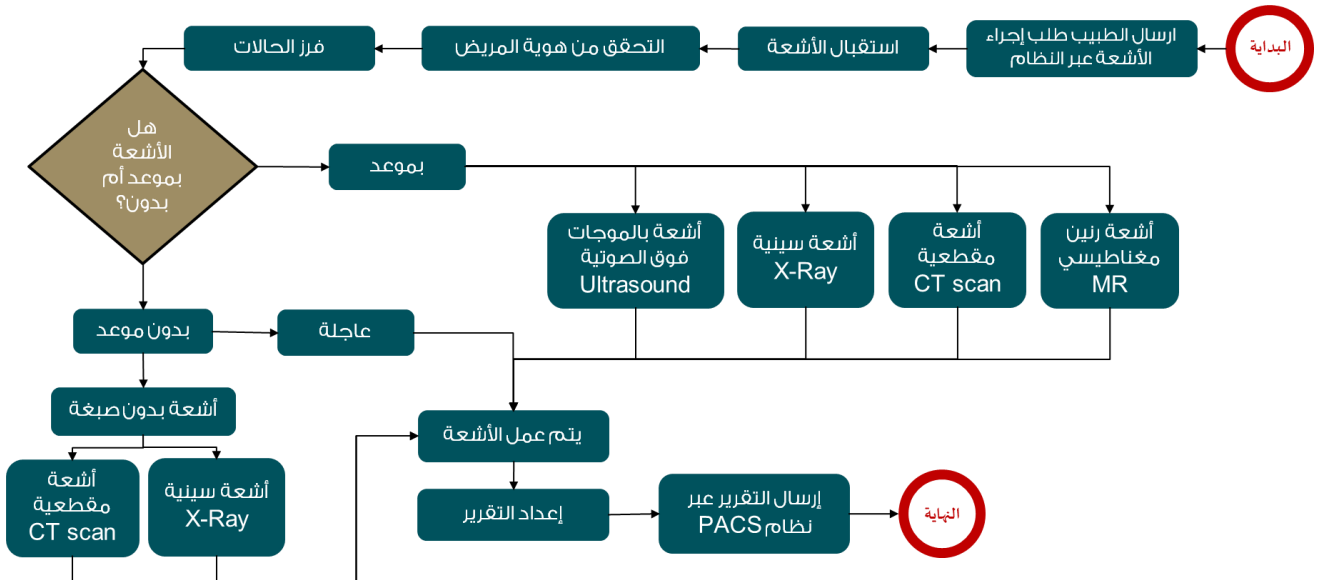 البداية
ارسال الطبيب طلب إجراء
الأشعة عبر النظام
استقبال الأشعة
التحقق من هوية المريض
فرز الحالات
هل
الأشعة
بموعد أم
بدون؟
بموعد
أشعة رنين
مغناطيسي
MR
أشعة
مقطعية
CT scan
أشعة سينية
X-Ray
أشعة بالموجات
فوق الصوتية
Ultrasound
بدون موعد
عاجلة
أشعة بدون صبغة
أشعة سينية
X-Ray
أشعة
مقطعية
CT scan
يتم عمل الأشعة
إعداد التقرير
إرسال التقرير عبر
نظام PACS
النهاية